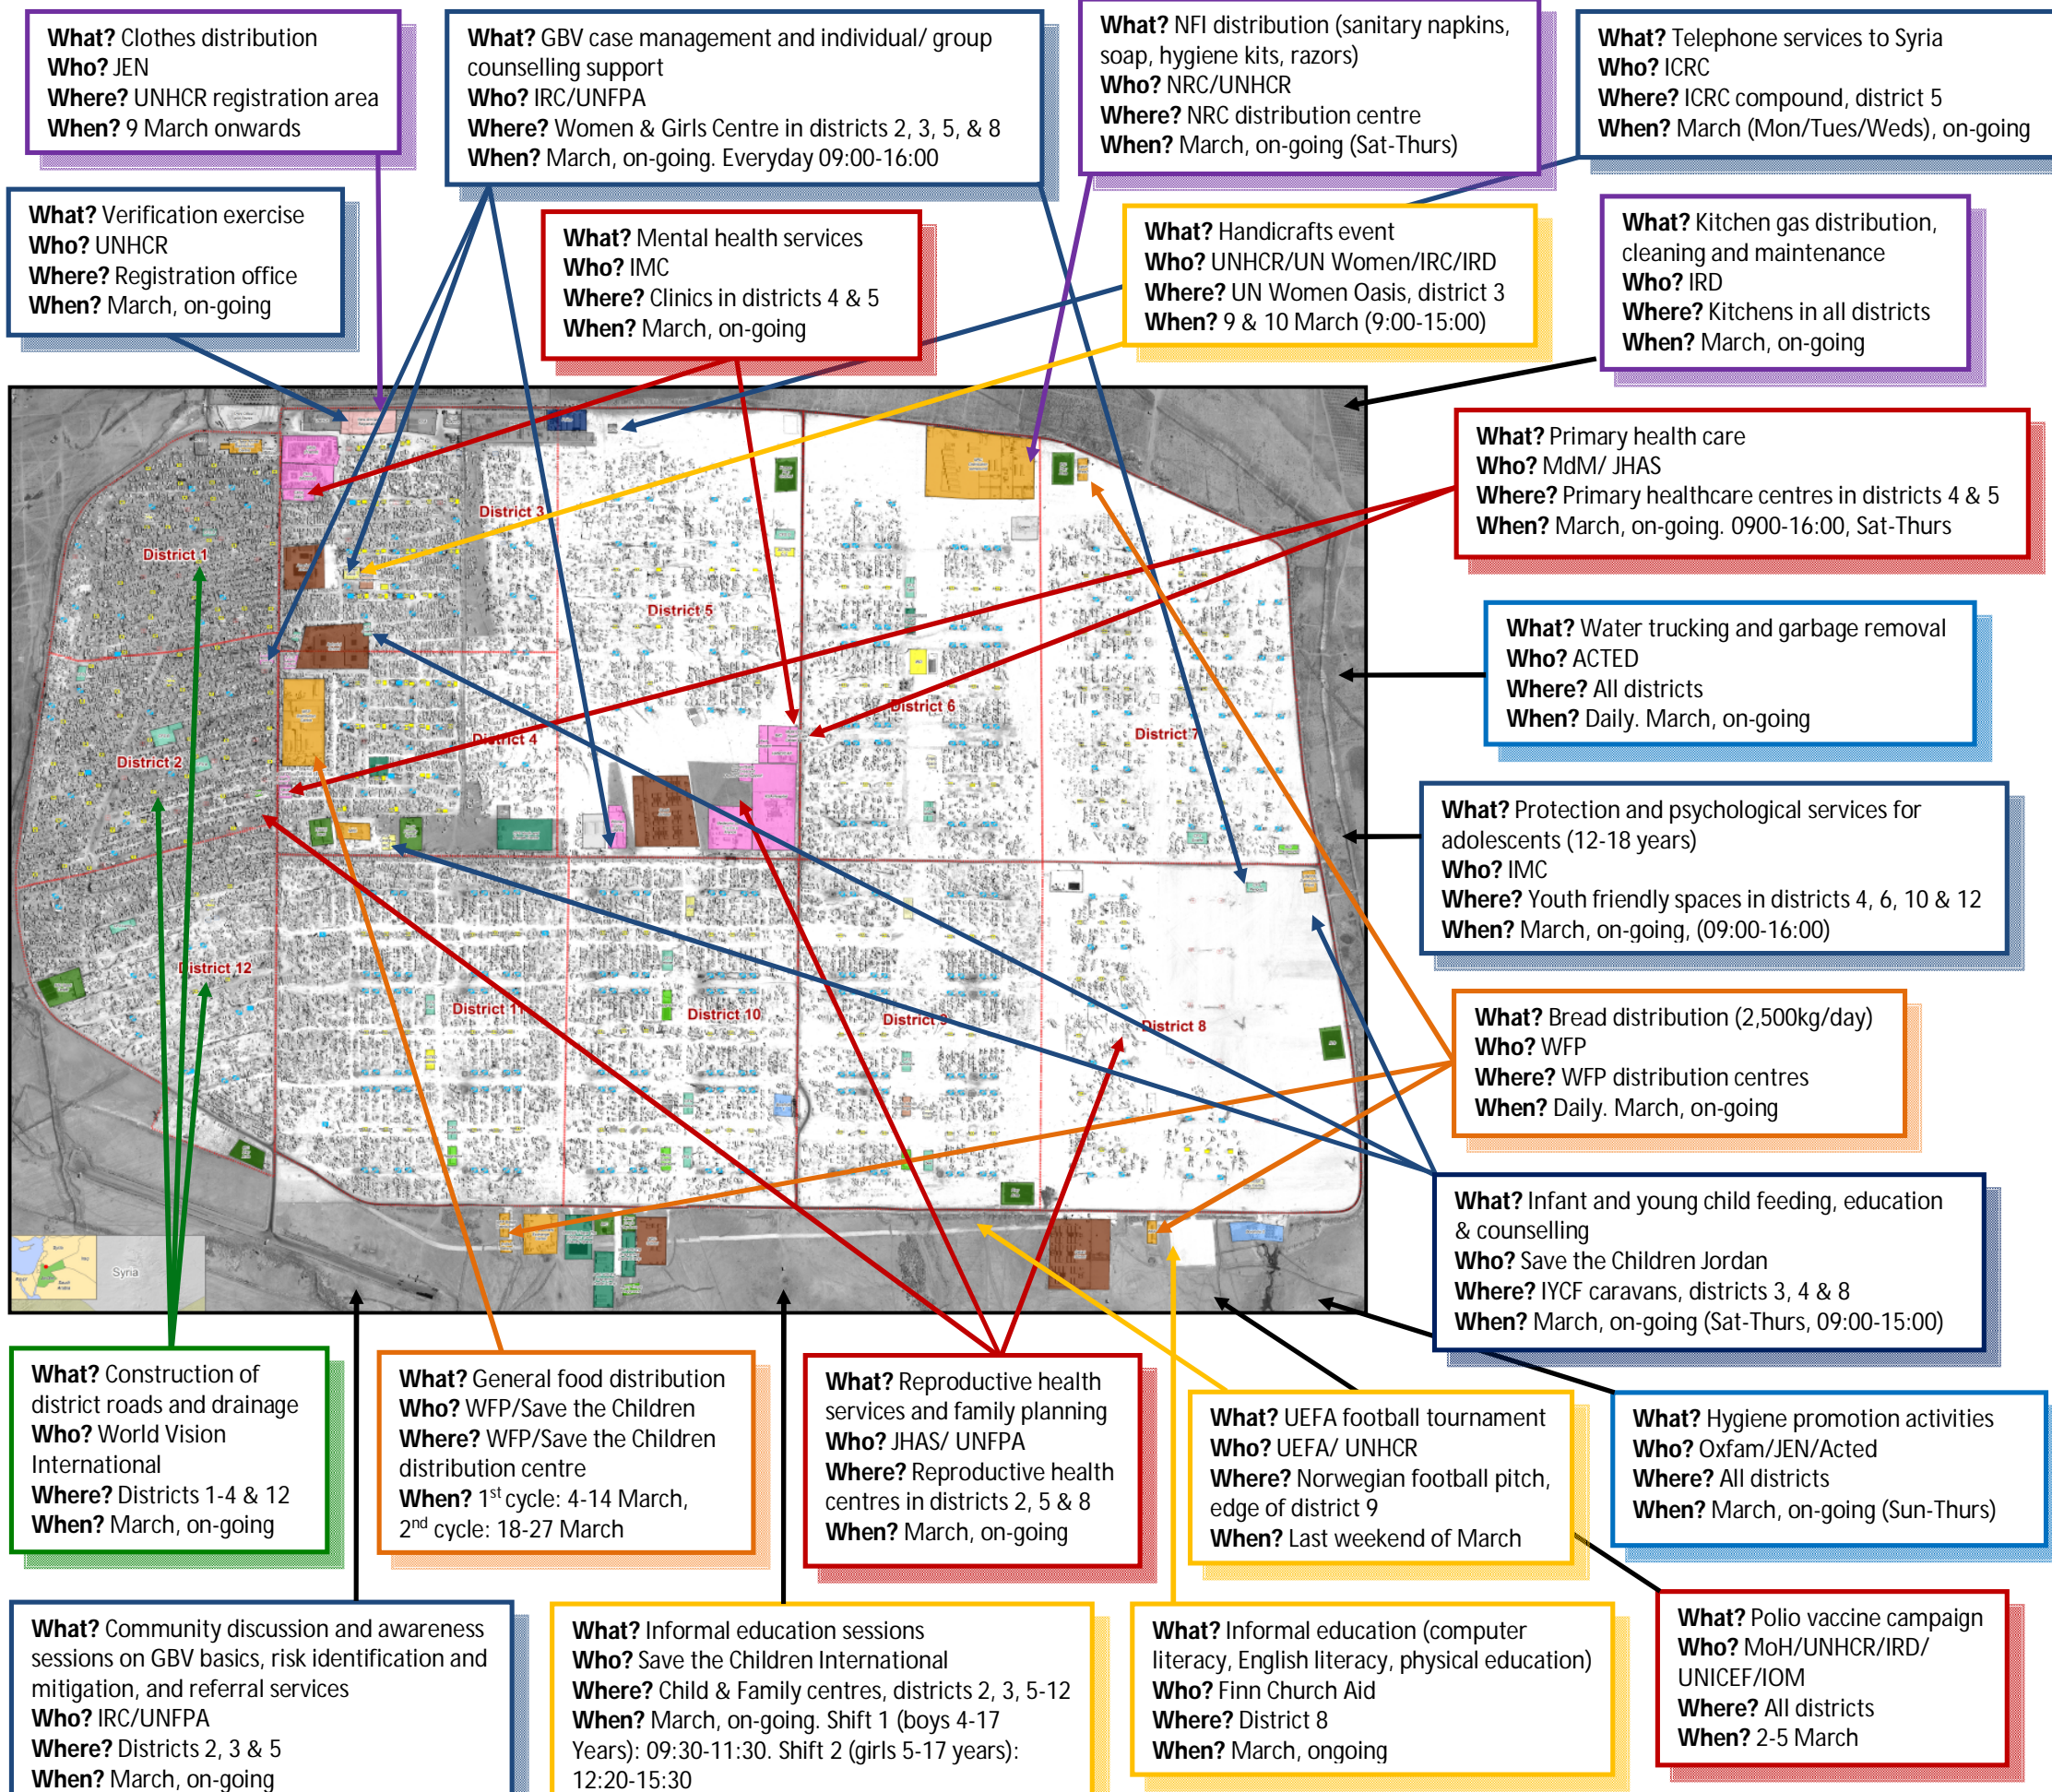 What? Clothes distribution
Who? JEN
Where? UNHCR registration area
When? 9 March onwards
What? GBV case management and individual/ group
counselling support
Who? IRC/UNFPA
Where? Women & Girls Centre in districts 2, 3, 5, & 8
When? March, on-going. Everyday 09:00-16:00
What? NFI distribution (sanitary napkins,
soap, hygiene kits, razors)
Who? NRC/UNHCR
Where? NRC distribution centre
When? March, on-going (Sat-Thurs)
What? Telephone services to Syria
Who? ICRC
Where? ICRC compound, district 5
When? March (Mon/Tues/Weds), on-going
What? Verification exercise
Who? UNHCR
Where? Registration office
When? March, on-going
What? Mental health services
Who? IMC
Where? Clinics in districts 4 & 5
When? March, on-going
What? Handicrafts event
Who? UNHCR/UN Women/IRC/IRD
Where? UN Women Oasis, district 3
When? 9 & 10 March (9:00-15:00)
What? Kitchen gas distribution,
cleaning and maintenance
Who? IRD
Where? Kitchens in all districts
When? March, on-going
What? Primary health care
Who? MdM/ JHAS
Where? Primary healthcare centres in districts 4 & 5
When? March, on-going. 0900-16:00, Sat-Thurs
District 3
District 1
District 5
What? Water trucking and garbage removal
Who? ACTED
Where? All districts
When? Daily. March, on-going
District 6
District 4
District 7
District 2
What? Protection and psychological services for
adolescents (12-18 years)
Who? IMC
Where? Youth friendly spaces in districts 4, 6, 10 & 12
When? March, on-going, (09:00-16:00)
District 12
District 11
District 10
District 9
District 8
What? Bread distribution (2,500kg/day)
Who? WFP
Where? WFP distribution centres
When? Daily. March, on-going
What? Infant and young child feeding, education
& counselling
Who? Save the Children Jordan
Where? IYCF caravans, districts 3, 4 & 8
When? March, on-going (Sat-Thurs, 09:00-15:00)
Syria
What? Construction of
district roads and drainage
Who? World Vision
International
Where? Districts 1-4 & 12
When? March, on-going
What? General food distribution
Who? WFP/Save the Children
Where? WFP/Save the Children
distribution centre
When? 1st cycle: 4-14 March,
2nd cycle: 18-27 March
What? Reproductive health
services and family planning
Who? JHAS/ UNFPA
Where? Reproductive health
centres in districts 2, 5 & 8
When? March, on-going
What? UEFA football tournament
Who? UEFA/ UNHCR
Where? Norwegian football pitch,
edge of district 9
When? Last weekend of March
What? Hygiene promotion activities
Who? Oxfam/JEN/Acted
Where? All districts
When? March, on-going (Sun-Thurs)
What? Community discussion and awareness
sessions on GBV basics, risk identification and
mitigation, and referral services
Who? IRC/UNFPA
Where? Districts 2, 3 & 5
When? March, on-going
What? Informal education sessions
Who? Save the Children International
Where? Child & Family centres, districts 2, 3, 5-12
When? March, on-going. Shift 1 (boys 4-17
Years): 09:30-11:30. Shift 2 (girls 5-17 years):
12:20-15:30
What? Informal education (computer
literacy, English literacy, physical education)
Who? Finn Church Aid
Where? District 8
When? March, ongoing
What? Polio vaccine campaign
Who? MoH/UNHCR/IRD/
UNICEF/IOM
Where? All districts
When? 2-5 March